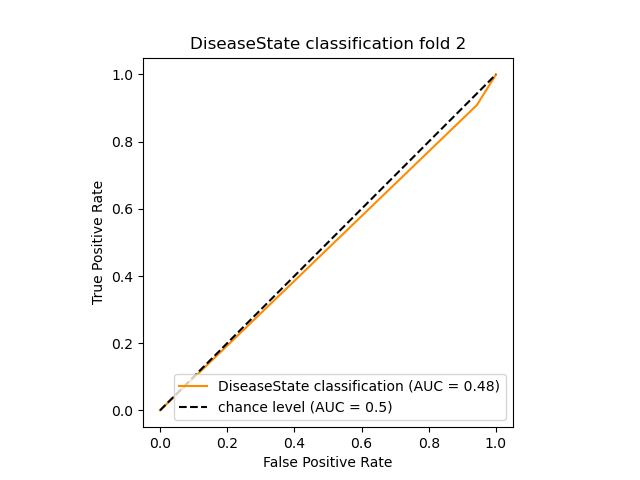 DiseaseState classification fold 2
1.0
0.8
0.6
0.4
0.2
0.0
True Positive Rate
DiseaseState classification (AUC = 0.48)
chance level (AUC = 0.5)
0.0 0.2 0.4 0.6 0.8 1.0
False Positive Rate